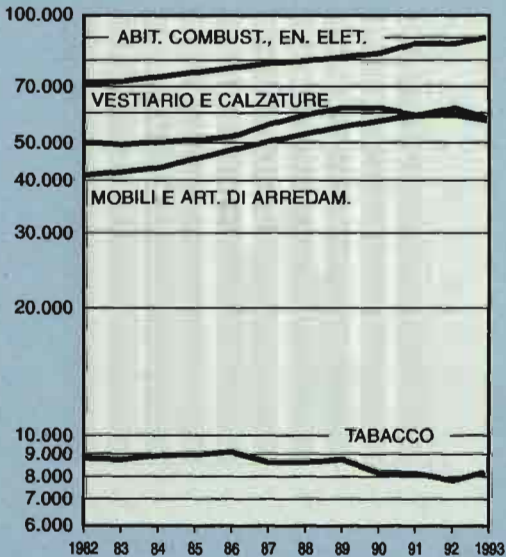 100.000
ABIT. COMBUST., EN. ELET.
70.000
VESTIARIO E CALZATURE
50.000
40.000
MOBILI E ART. DI ARREDAM.
30.000
20.000
10.000
TABACCO
9.000
8.000
7.000
6.000
1982 83 84 85 86 87 88 89 90 91 92 1993